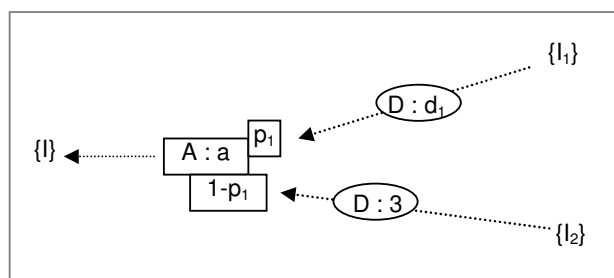 {I₁}
D : d₁
p₁
{I}
A : a
1-p₁
D : 3
{I₂}